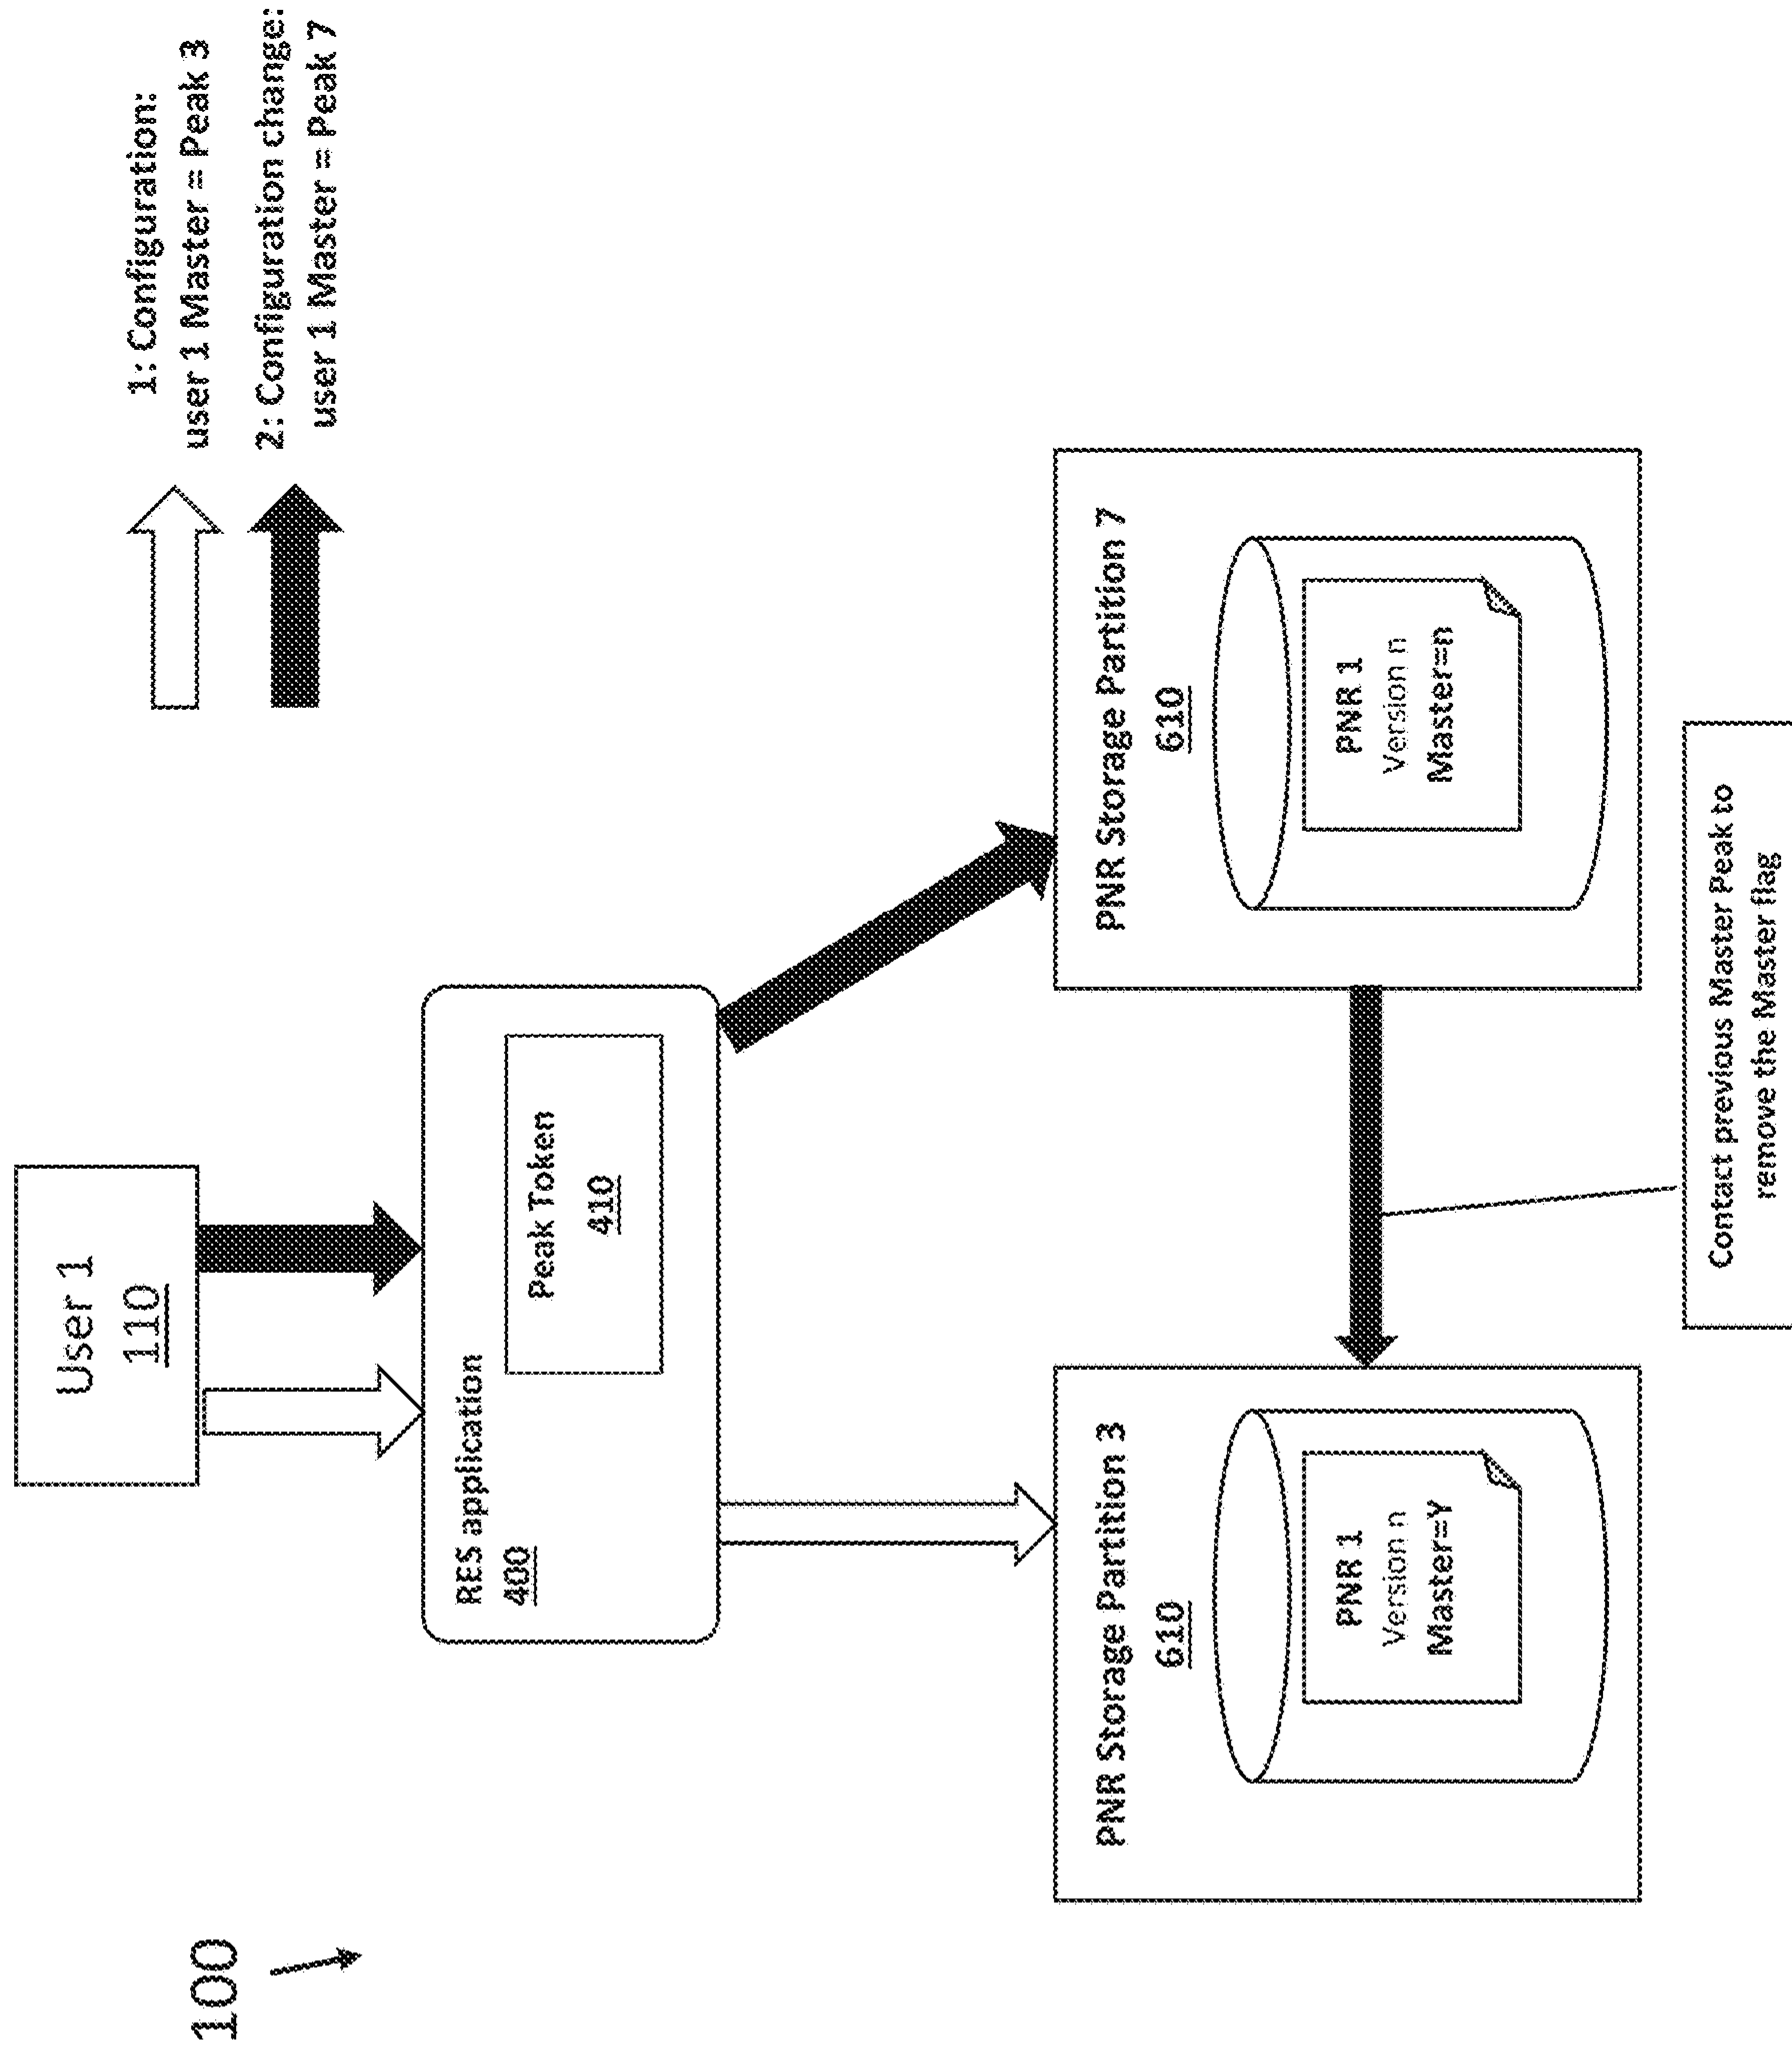 100
User 1
110
1: Configuration:
user 1 Master = Peak 3
2: Configuration change:
user 1 Master = Peak 7
RES application
400
Peak Token
410
PNR Storage Partition 3
610
PNR 1
Version n
Master=Y
PNR Storage Partition 7
610
PNR 1
Version n
Master=n
Contact previous Master Peak to
remove the Master flag